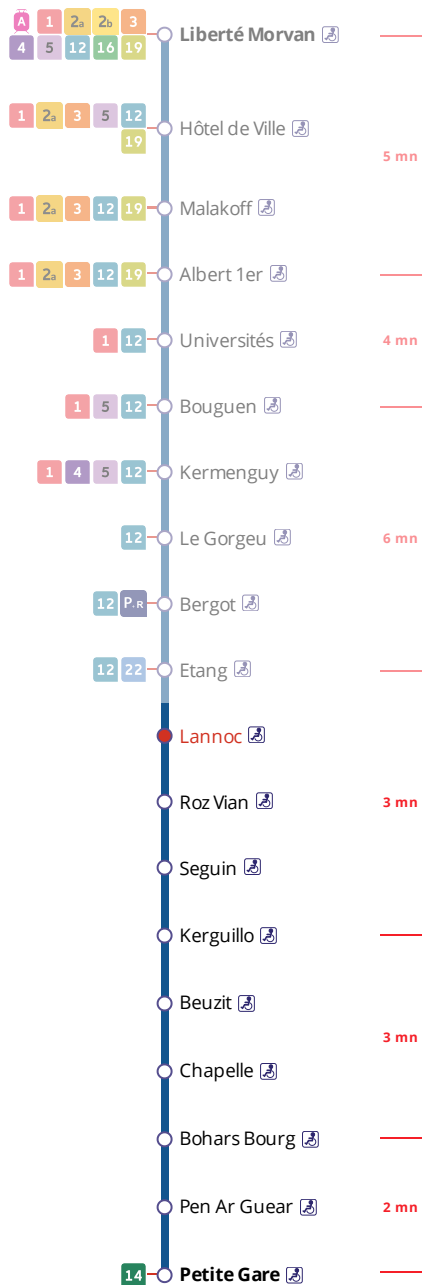 A 1 2a 2b 3
4 5 12 16 19
Liberté Morvan
1 2a 3 5 12
19
Hôtel de Ville
5 mn
1 2a 3 12 19 Malakoff
1 2a 3 12 19 Albert 1er
1 12 Universités 4 mn
1 5 12 Bouguen
1 4 5 12 Kermenguy
12 Le Gorgeu 6 mn
12 P.R Bergot
12 22 Etang
Lannoc
Roz Vian 3 mn
Seguin
Kerguillo
Beuzit
3 mn
Chapelle
Bohars Bourg
Pen Ar Guear 2 mn
14 Petite Gare